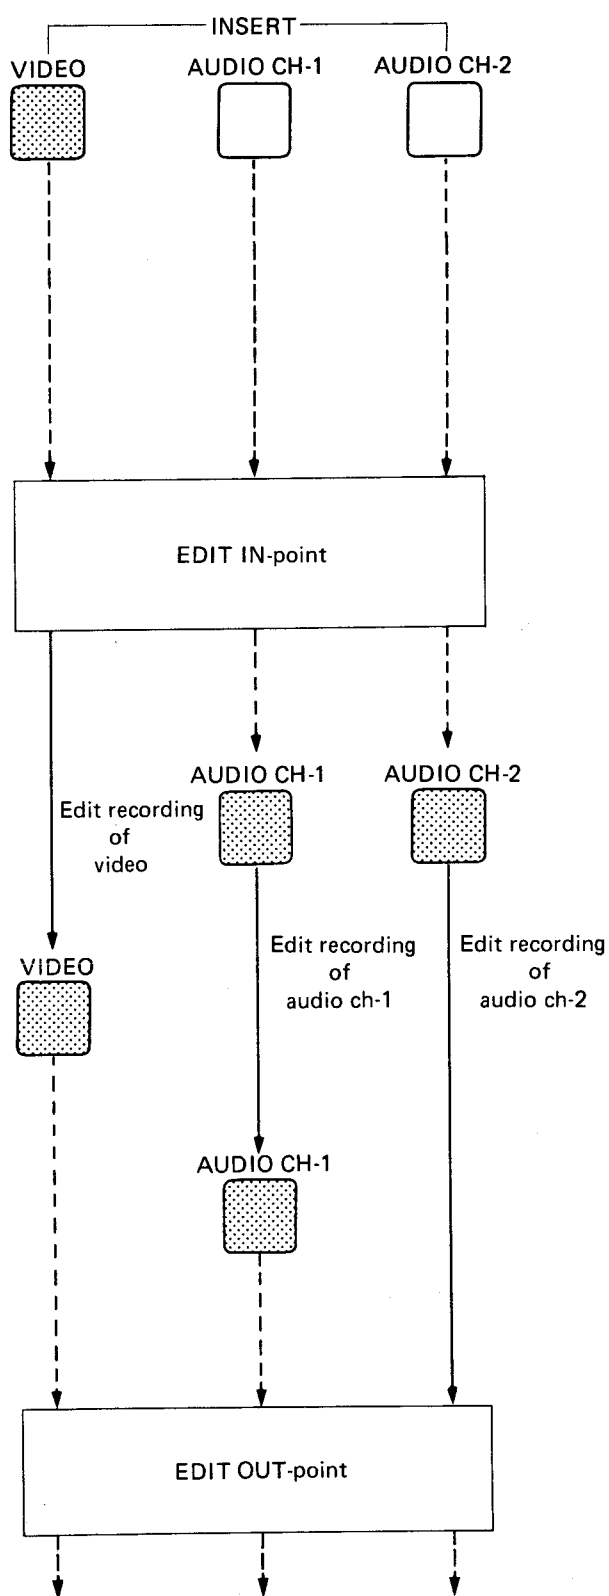 INSERT
VIDEO
AUDIO CH-1
AUDIO CH-2
EDIT IN-point
AUDIO CH-1
AUDIO CH-2
Edit recording
of
video
Edit recording
of
audio ch-1
Edit recording
of
audio ch-2
VIDEO
AUDIO CH-1
EDIT OUT-point